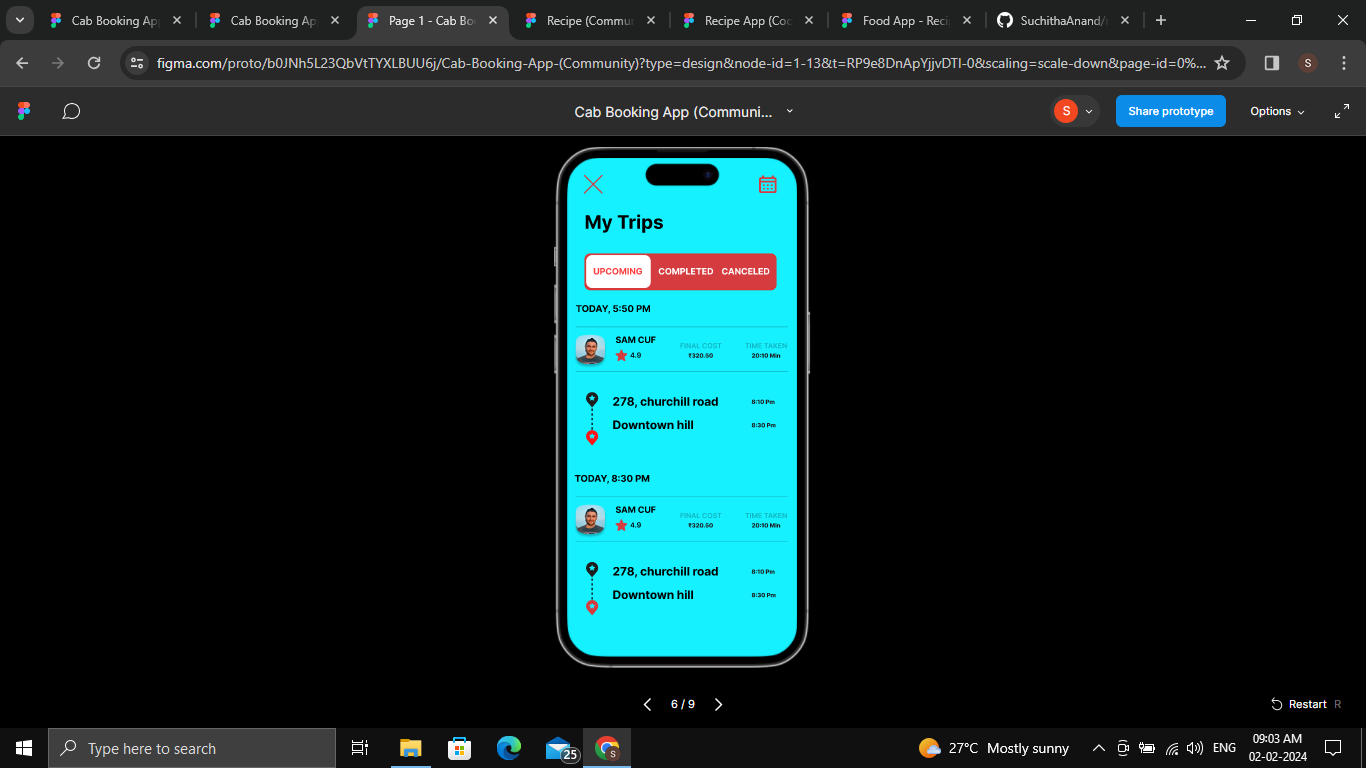 Cab Booking Ap
Cab Booking Ap
Page 1 - Cab Bo
Recipe (Commu
Recipe App (Coo
Food App - Reci
SuchithaAnand/r
figma.com/proto/b0JNh5L23QbVtTYXLBUU6j/Cab-Booking-App-(Community)?type=design&node-id=1-13&t=RP9e8DnApYjjvDTI-0&scaling=scale-down&page-id=0%...
S
Cab Booking App (Communi...
S
Share prototype
Options
My Trips
UPCOMING COMPLETED CANCELED
TODAY, 5:50 PM
SAM CUF
FINAL COST
TIME TAKEN
4.9
₹320.50
20:10 Min
278, churchill road 8:10 Pm
Downtown hill 8:30 Pm
TODAY, 8:30 PM
SAM CUF
FINAL COST
TIME TAKEN
4.9
₹320.50
20:10 Min
278, churchill road 8:10 Pm
Downtown hill 8:30 Pm
6 / 9
Restart R
Type here to search
25
S
27°C Mostly sunny
ENG
09:03 AM
02-02-2024